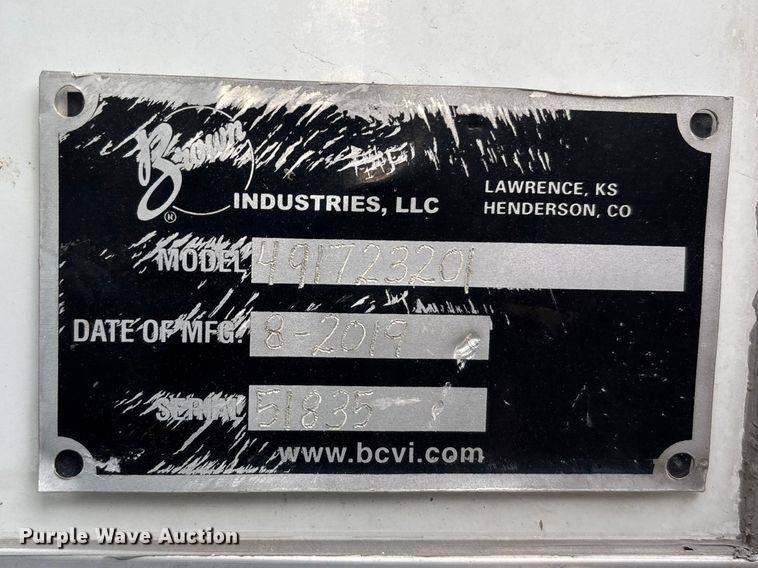 Brown
®
INDUSTRIES, LLC
LAWRENCE, KS
HENDERSON, CO
MODEL 491723201
DATE OF MFG. 8-2019
SERIAL 51835
www.bcvi.com
Purple Wave Auction